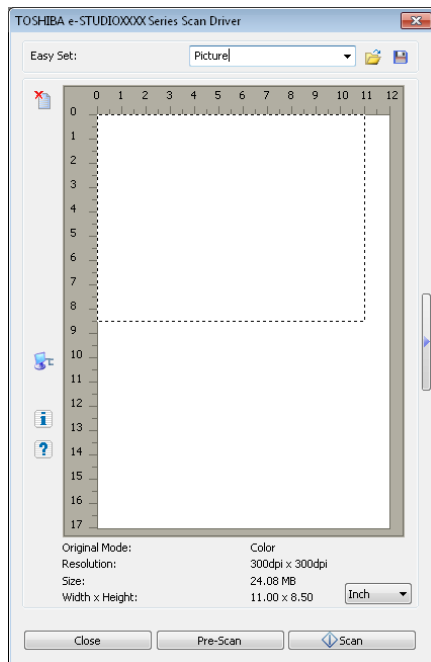 TOSHIBA e-STUDIOXXXX Series Scan Driver
Easy Set: Picture
0 1 2 3 4 5 6 7 8 9 10 11 12
0
1
2
3
4
5
6
7
8
9
10
11
12
13
14
15
16
17
Original Mode: Color
Resolution: 300dpi x 300dpi
Size: 24.08 MB
Width x Height: 11.00 x 8.50 Inch
Close Pre-Scan Scan